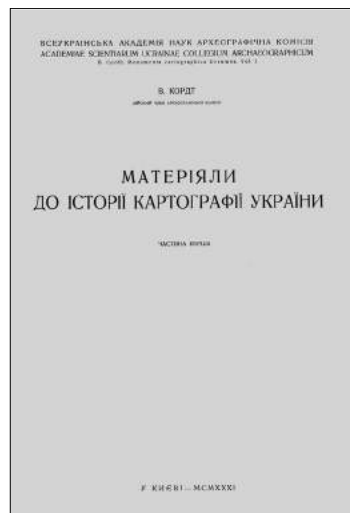 ВСЕУКРАЇНСЬКА АКАДЕМІЯ НАУК АРХЕОГРАФІЧНА КОМІСІЯ
ACADEMIAE SCIENTIARUM UCRAINAE COLLEGIUM ARCHAEOGRAPHICUM
В. КОРДТ
МАТЕРІЯЛИ
ДО ІСТОРІЇ КАРТОГРАФІЇ УКРАЇНИ
ЧАСТИНА ПЕРША
У КИЄВІ — MCMXXXI